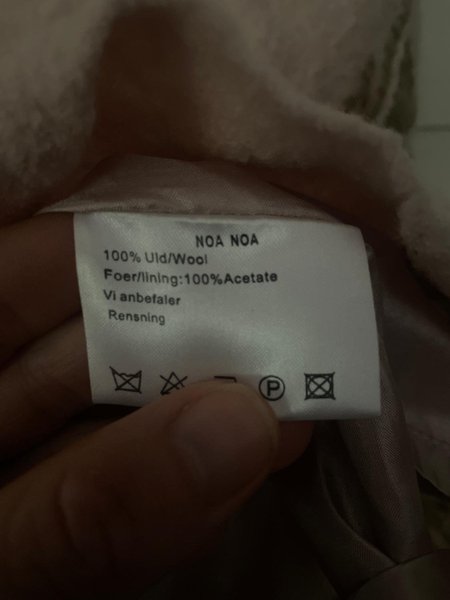 NOA NOA
100% Uld/Wool
Foer/lining:100%Acetate
Vi anbefaler
Rensning
P